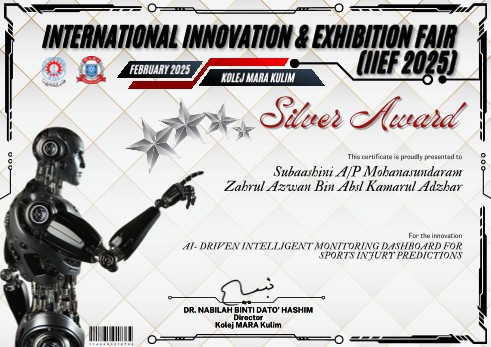 INTERNATIONAL INNOVATION & EXHIBITION FAIR
(IIEF 2025)
FEBRUARY 2025
KOLEJ MARA KULIM
Silver Award
This certificate is proudly presented to
Subaashini A/P Mohanasundaram
Zahrul Azwan Bin Absl Kamarul Adzhar
For the innovation
AI- DRIVEN INTELLIGENT MONITORING DASHBOARD FOR
SPORTS INJURY PREDICTIONS
DR. NABILAH BINTI DATO' HASHIM
Director
Kolej MARA Kulim